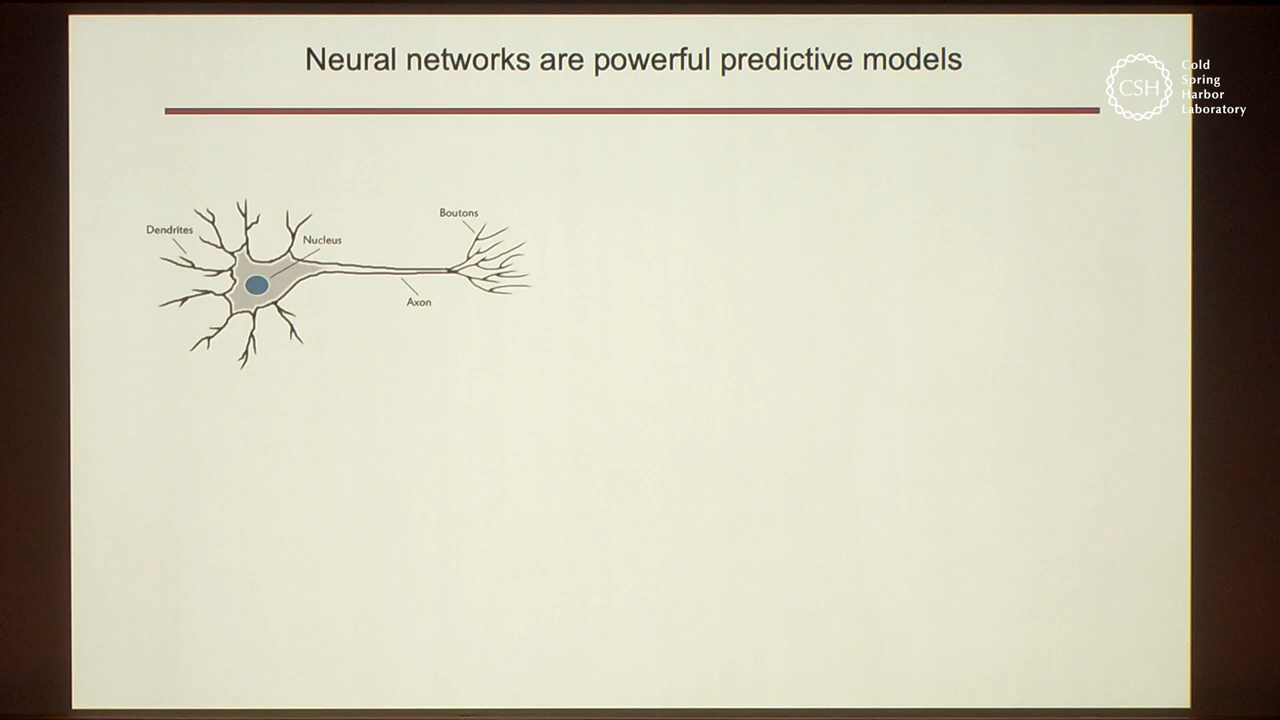 Neural networks are powerful predictive models
CSH
Cold
Spring
Harbor
Laboratory
Boutons
Dendrites
Nucleus
Axon